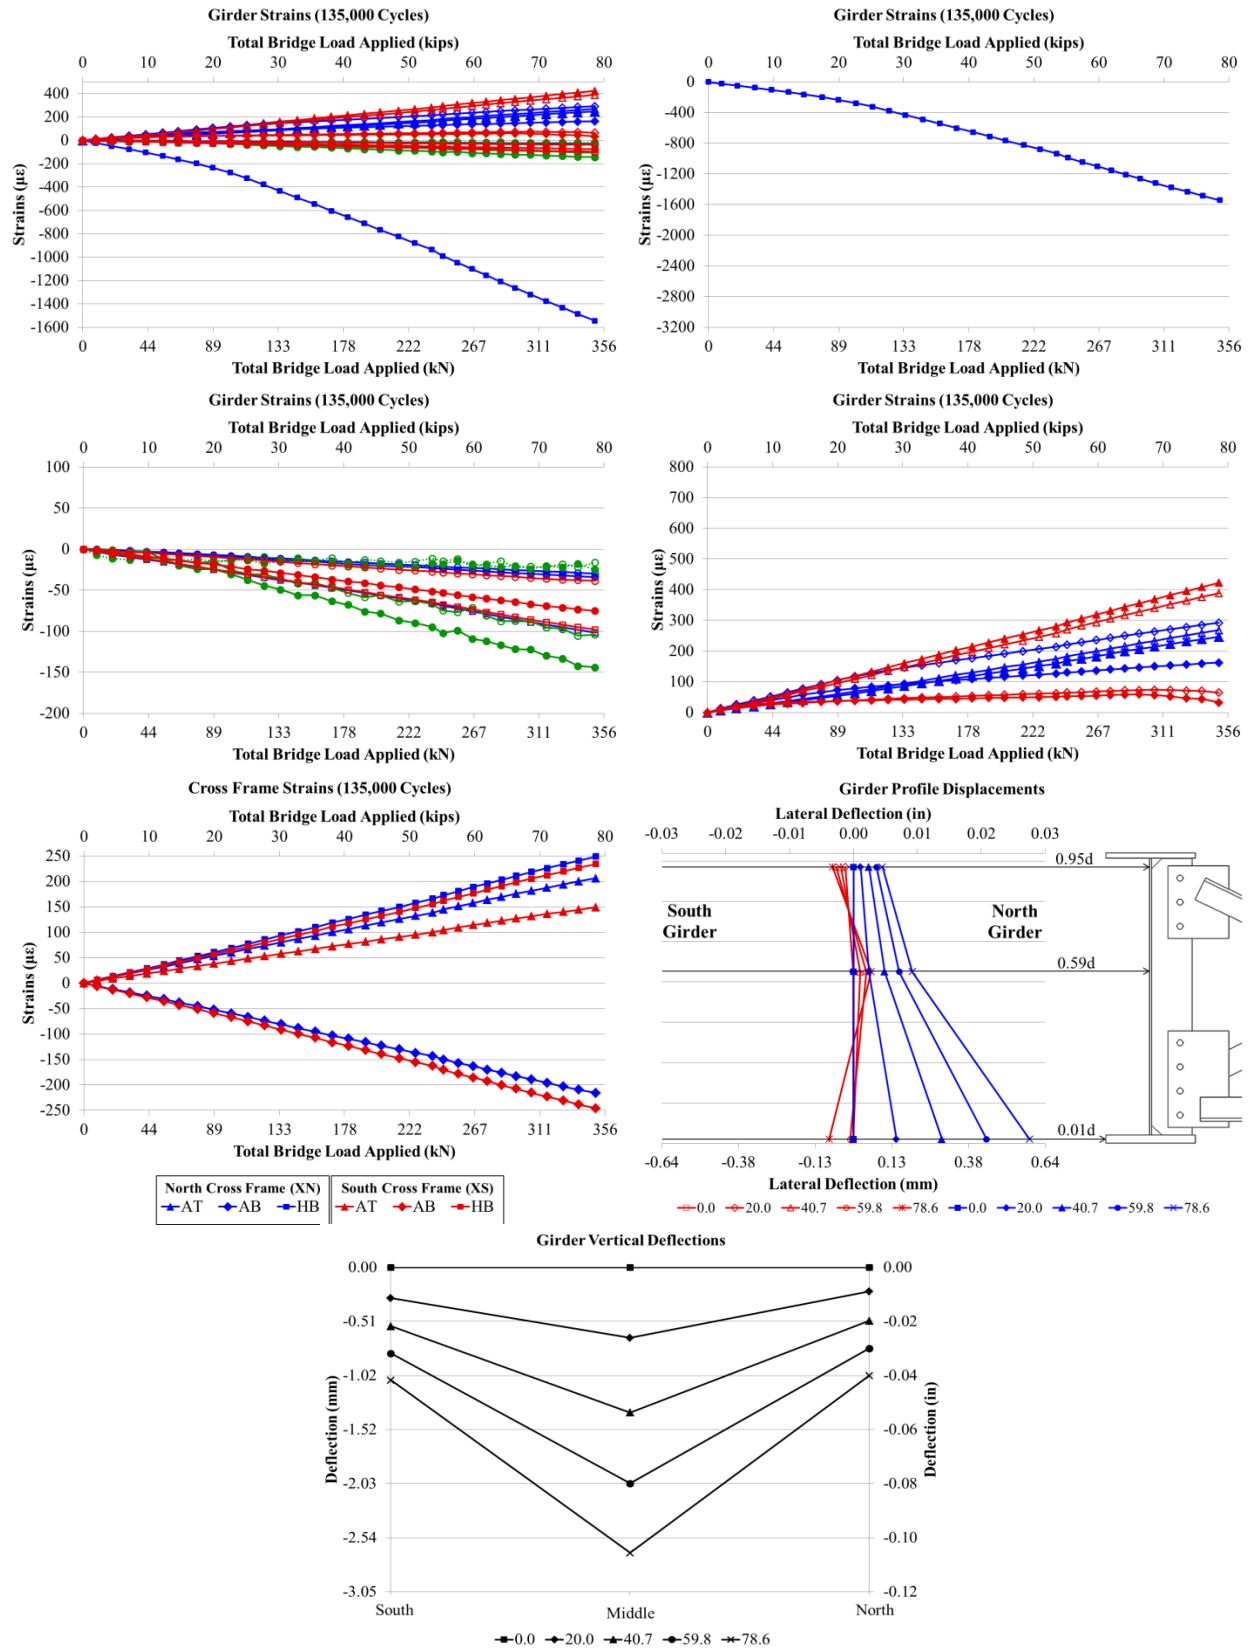 Girder Strains (135,000 Cycles)
Total Bridge Load Applied (kips)
0 10 20 30 40 50 60 70 80
400
200
0
-200
-400
-600
-800
-1000
-1200
-1400
-1600
Strains (με)
0 44 89 133 178 222 267 311 356
Total Bridge Load Applied (kN)
Girder Strains (135,000 Cycles)
Total Bridge Load Applied (kips)
0 10 20 30 40 50 60 70 80
0
-400
-800
-1200
-1600
-2000
-2400
-2800
-3200
Strains (με)
0 44 89 133 178 222 267 311 356
Total Bridge Load Applied (kN)
Girder Strains (135,000 Cycles)
Total Bridge Load Applied (kips)
0 10 20 30 40 50 60 70 80
100
50
0
-50
-100
-150
-200
Strains (με)
0 44 89 133 178 222 267 311 356
Total Bridge Load Applied (kN)
Girder Strains (135,000 Cycles)
Total Bridge Load Applied (kips)
0 10 20 30 40 50 60 70 80
800
700
600
500
400
300
200
100
0
Strains (με)
0 44 89 133 178 222 267 311 356
Total Bridge Load Applied (kN)
Cross Frame Strains (135,000 Cycles)
Total Bridge Load Applied (kips)
0 10 20 30 40 50 60 70 80
250
200
150
100
50
0
-50
-100
-150
-200
-250
Strains (με)
0 44 89 133 178 222 267 311 356
Total Bridge Load Applied (kN)
North Cross Frame (XN)
AT AB HB
South Cross Frame (XS)
AT AB HB
Girder Profile Displacements
Lateral Deflection (in)
-0.03 -0.02 -0.01 0.00 0.01 0.02 0.03
0.95d
South
Girder
North
Girder
0.59d
0.01d
-0.64 -0.38 -0.13 0.13 0.38 0.64
Lateral Deflection (mm)
0.0 20.0 40.7 59.8 78.6 0.0 20.0 40.7 59.8 78.6
Girder Vertical Deflections
0.00
-0.51
-1.02
-1.52
-2.03
-2.54
-3.05
Deflection (mm)
0.00
-0.02
-0.04
-0.06
-0.08
-0.10
-0.12
Deflection (in)
South Middle North
0.0 20.0 40.7 59.8 78.6